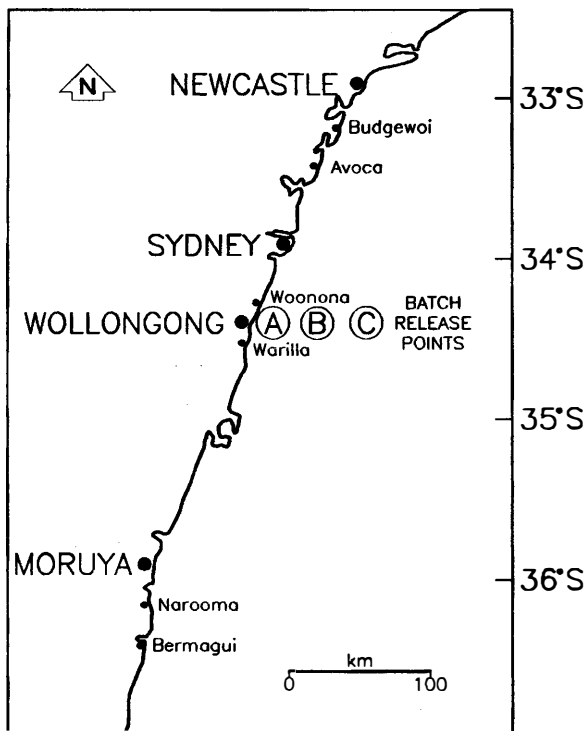 N
NEWCASTLE
33°S
Budgewoi
Avoca
SYDNEY
34°S
Woonona
WOLLONGONG
A B C
BATCH
RELEASE
POINTS
Warilla
35°S
MORUYA
36°S
Narooma
Bermagui
km
0 100